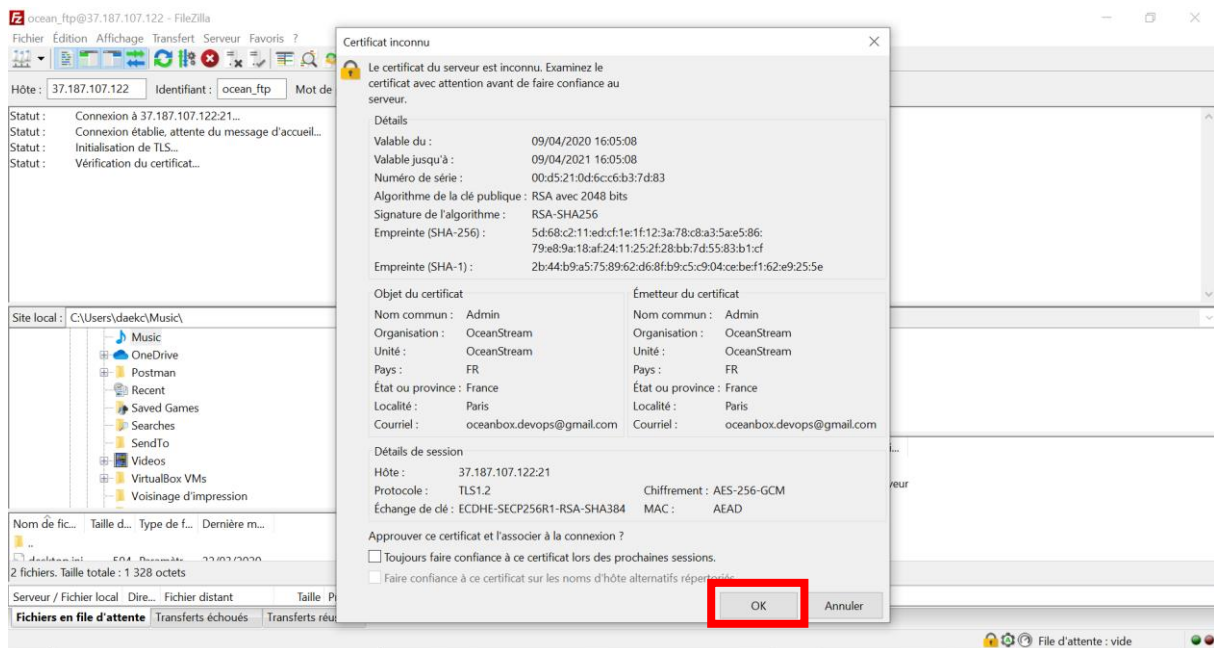 ocean_ftp@37.187.107.122 - FileZilla
Fichier Édition Affichage Transfert Serveur Favoris ?
Hôte : 37.187.107.122 Identifiant : ocean_ftp Mot de
Statut : Connexion à 37.187.107.122:21...
Statut : Connexion établie, attente du message d'accueil...
Statut : Initialisation de TLS...
Statut : Vérification du certificat...
Site local : C:\Users\daekc\Music\
Music
OneDrive
Postman
Recent
Saved Games
Searches
SendTo
Videos
VirtualBox VMs
Voisinage d'impression
Nom de fic... Taille d... Type de f... Dernière m...
..
2 fichiers. Taille totale : 1 328 octets
Serveur / Fichier local Dire... Fichier distant Taille
Fichiers en file d'attente Transferts échoués Transferts
Certificat inconnu
Le certificat du serveur est inconnu. Examinez le
certificat avec attention avant de faire confiance au
serveur.
Détails
Valable du : 09/04/2020 16:05:08
Valable jusqu'à : 09/04/2021 16:05:08
Numéro de série : 00:d5:21:0d:6c:c6:b3:7d:83
Algorithme de la clé publique : RSA avec 2048 bits
Signature de l'algorithme : RSA-SHA256
Empreinte (SHA-256) : 5d:68:c2:11:ed:cf:1e:1f:12:3a:78:c8:a3:5a:e5:86:
79:e8:9a:18:af:24:11:25:2f:28:bb:7d:55:83:b1:cf
Empreinte (SHA-1) : 2b:44:b9:a5:75:89:62:d6:8f:b9:c5:c9:04:ce:be:f1:62:e9:25:5e
Objet du certificat
Nom commun : Admin
Organisation : OceanStream
Unité : OceanStream
Pays : FR
État ou province : France
Localité : Paris
Courriel : oceanbox.devops@gmail.com
Émetteur du certificat
Nom commun : Admin
Organisation : OceanStream
Unité : OceanStream
Pays : FR
État ou province : France
Localité : Paris
Courriel : oceanbox.devops@gmail.com
Détails de session
Hôte : 37.187.107.122:21
Protocole : TLS1.2 Chiffrement : AES-256-GCM
Échange de clé : ECDHE-SECP256R1-RSA-SHA384 MAC : AEAD
Approuver ce certificat et l'associer à la connexion ?
Toujours faire confiance à ce certificat lors des prochaines sessions.
Faire confiance à ce certificat sur les noms d'hôte alternatifs répertoriés.
OK Annuler
File d'attente : vide